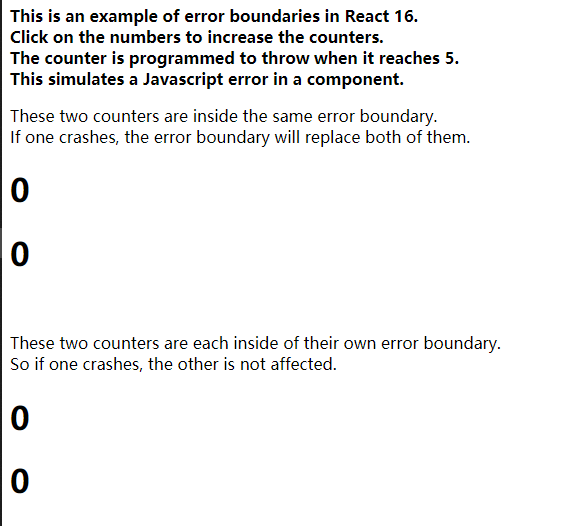 This is an example of error boundaries in React 16.
Click on the numbers to increase the counters.
The counter is programmed to throw when it reaches 5.
This simulates a Javascript error in a component.
These two counters are inside the same error boundary.
If one crashes, the error boundary will replace both of them.
0
0
These two counters are each inside of their own error boundary.
So if one crashes, the other is not affected.
0
0